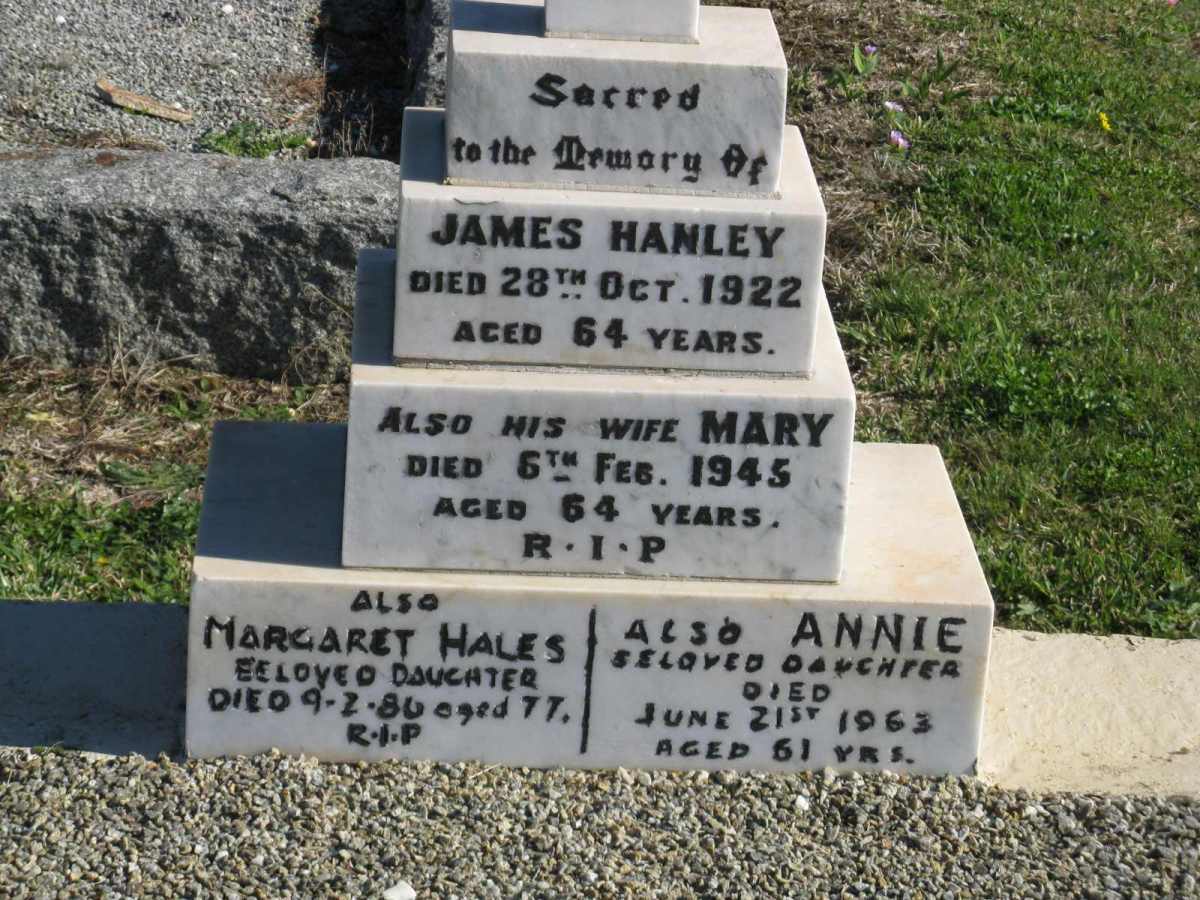 Sacred
to the Memory Of
JAMES HANLEY
DIED 28TH OCT. 1922
AGED 64 YEARS.
ALSO HIS WIFE MARY
DIED 6TH FEB. 1945
AGED 64 YEARS.
R·I·P
ALSO
MARGARET HALES
BELOVED DAUGHTER
DIED 9-2-86 aged 77.
R·I·P
ALSO ANNIE
BELOVED DAUGHTER
DIED
JUNE 21ST 1963
AGED 61 YRS.